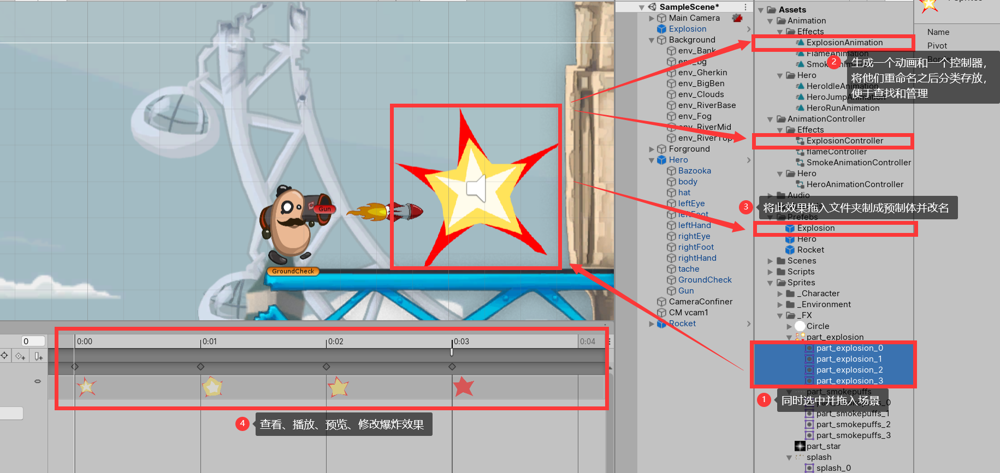 Gun
GroundCheck
0
0:00
0:01
0:02
0:03
0:04
4
查看、播放、预览、修改爆炸效果
SampleScene*
Main Camera
Explosion
Background
env_Bank
env_bg
env_Gherkin
env_BigBen
env_Clouds
env_RiverBase
env_Fog
env_RiverMid
env_RiverTop
Forground
Hero
Bazooka
body
hat
leftEye
leftFoot
leftHand
rightEye
rightFoot
rightHand
tache
GroundCheck
Gun
CameraConfiner
CM vcam1
Rocket
Assets
Animation
Effects
ExplosionAnimation
FlameAnimation
SmokeAnimation
Hero
HeroIdleAnimation
HeroJumpAnimation
HeroRunAnimation
AnimationController
Effects
ExplosionController
flameController
SmokeAnimationController
Hero
HeroAnimationController
Audio
Prefebs
Explosion
Hero
Rocket
Scenes
Scripts
Sprites
_Character
_Environment
_FX
Circle
part_explosion
part_explosion_0
part_explosion_1
part_explosion_2
part_explosion_3
part_smokepuffs
part_smokepuffs_1
part_smokepuffs_2
part_smokepuffs_3
part_star
splash
splash_0
2
生成一个动画和一个控制器，
将他们重命名之后分类存放，
便于查找和管理
3
将此效果拖入文件夹制成预制体并改名
1
同时选中并拖入场景
Name
Pivot